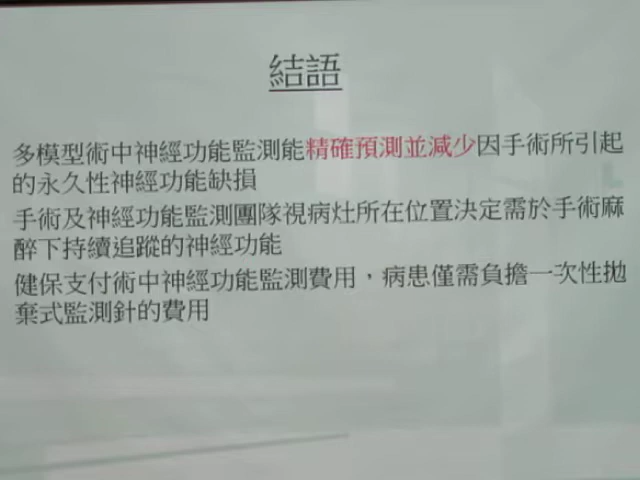 結語
多模型術中神經功能監測能精確預測並減少因手術所引起
的永久性神經功能缺損
手術及神經功能監測團隊視病灶所在位置決定需於手術麻
醉下持續追蹤的神經功能
健保支付術中神經功能監測費用，病患僅需負擔一次性拋
棄式監測針的費用